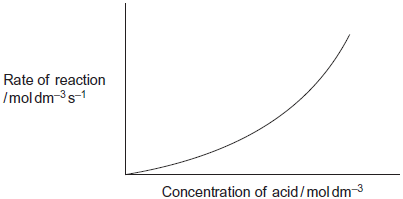 Rate of reaction
/mol dm⁻³ s⁻¹
Concentration of acid / mol dm⁻³